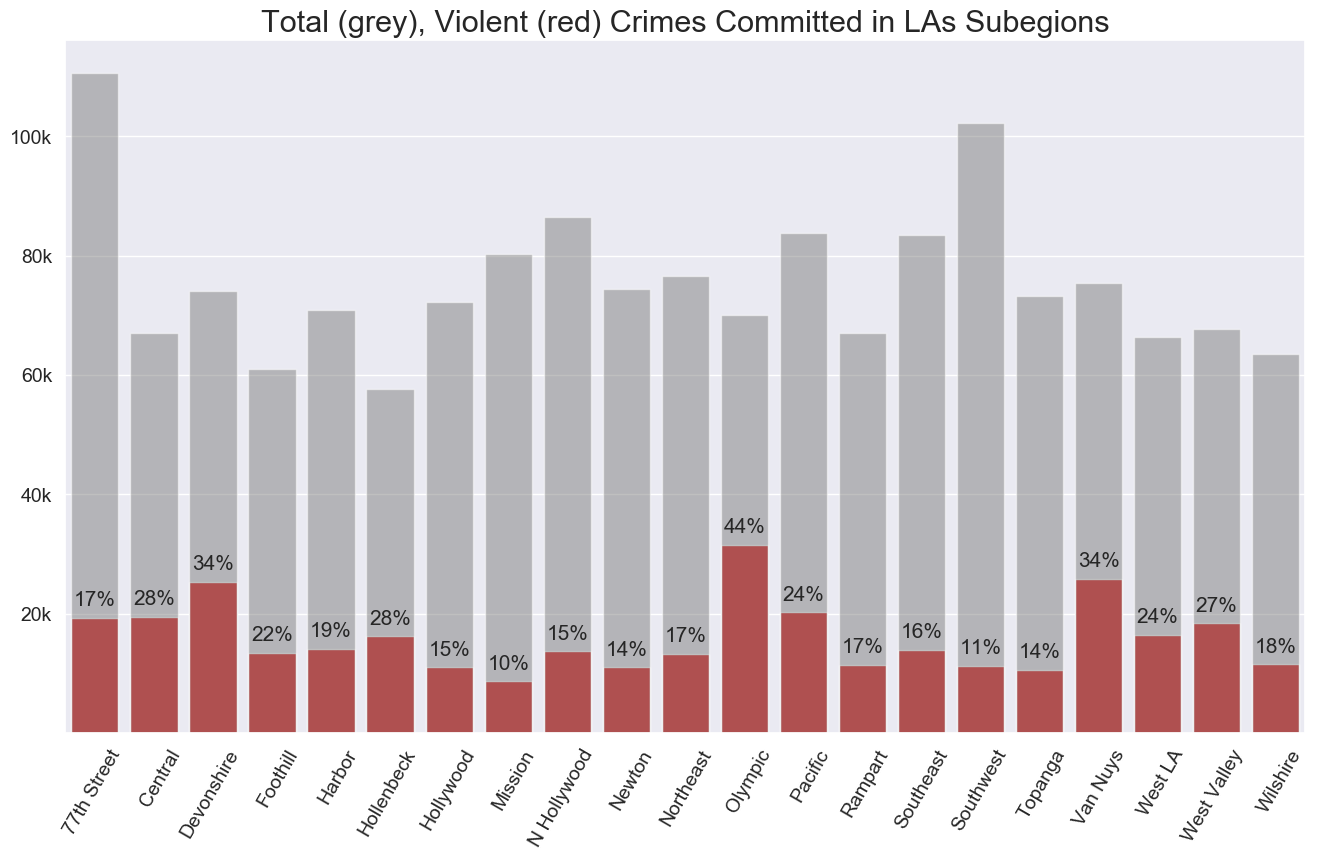 Total (grey), Violent (red) Crimes Committed in LAs Subegions
100k
80k
60k
40k
20k
17%
28%
34%
22%
19%
28%
15%
10%
15%
14%
17%
44%
24%
17%
16%
11%
14%
34%
24%
27%
18%
77th Street
Central
Devonshire
Foothill
Harbor
Hollenbeck
Hollywood
Mission
N Hollywood
Newton
Northeast
Olympic
Pacific
Rampart
Southeast
Southwest
Topanga
Van Nuys
West LA
West Valley
Wilshire